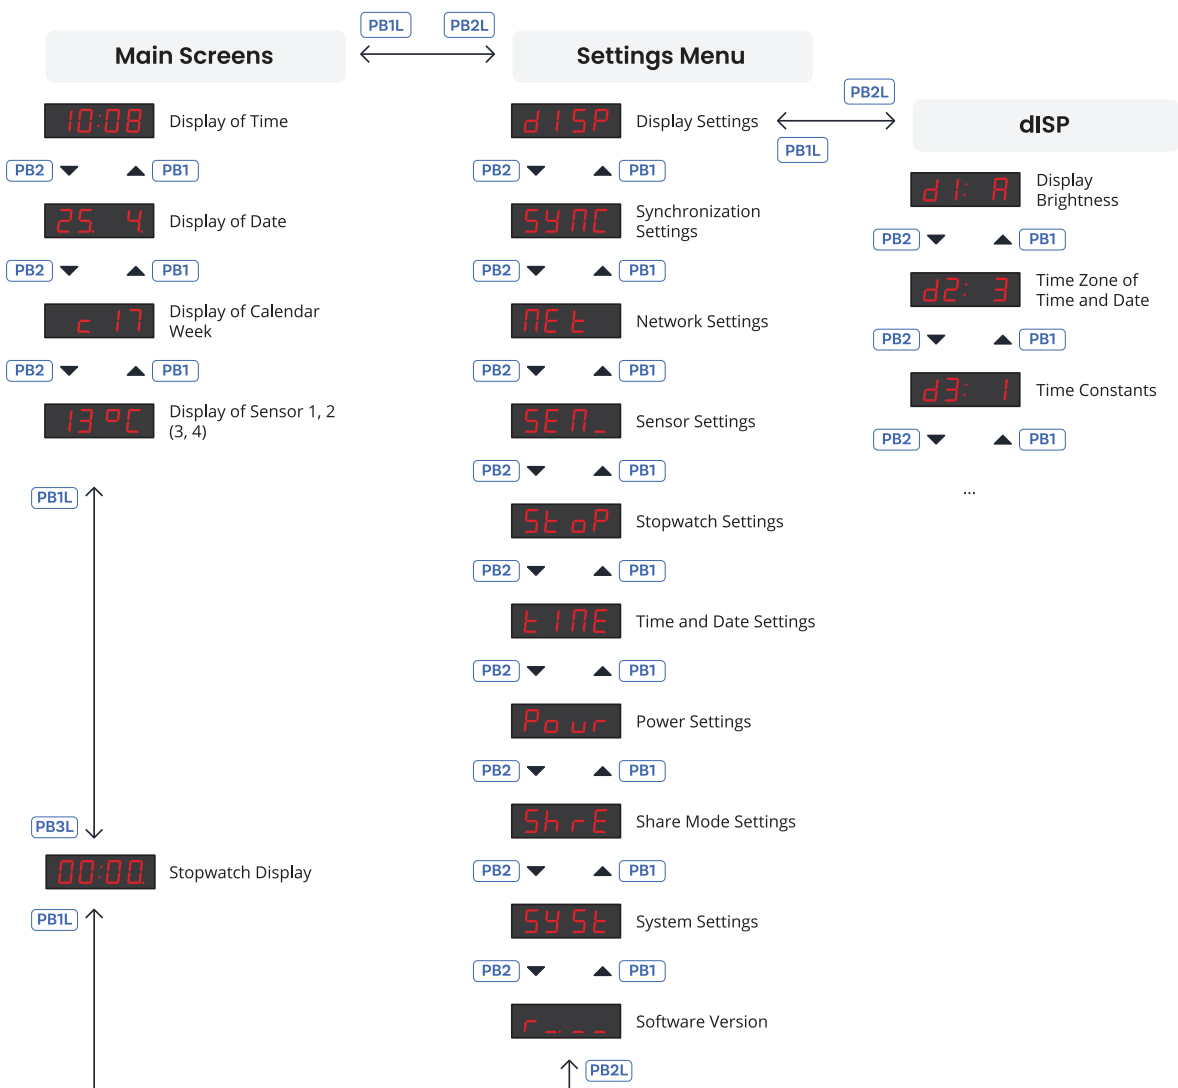 PB1L PB2L
Main Screens
Settings Menu
PB2L
PB1L
dISP
10:08 Display of Time
PB2 PB1
25. 4. Display of Date
PB2 PB1
c 17 Display of Calendar
Week
PB2 PB1
13 °C Display of Sensor 1, 2
(3, 4)
PB1L
PB3L
00:00. Stopwatch Display
PB1L
dISP Display Settings
PB2 PB1
SYNC Synchronization
Settings
PB2 PB1
NEt Network Settings
PB2 PB1
SEN_ Sensor Settings
PB2 PB1
StoP Stopwatch Settings
PB2 PB1
tIME Time and Date Settings
PB2 PB1
Pour Power Settings
PB2 PB1
ShrE Share Mode Settings
PB2 PB1
SYSt System Settings
PB2 PB1
r _._ _ Software Version
PB2L
d1: A Display
Brightness
PB2 PB1
d2: 3 Time Zone of
Time and Date
PB2 PB1
d3: 1 Time Constants
PB2 PB1
...